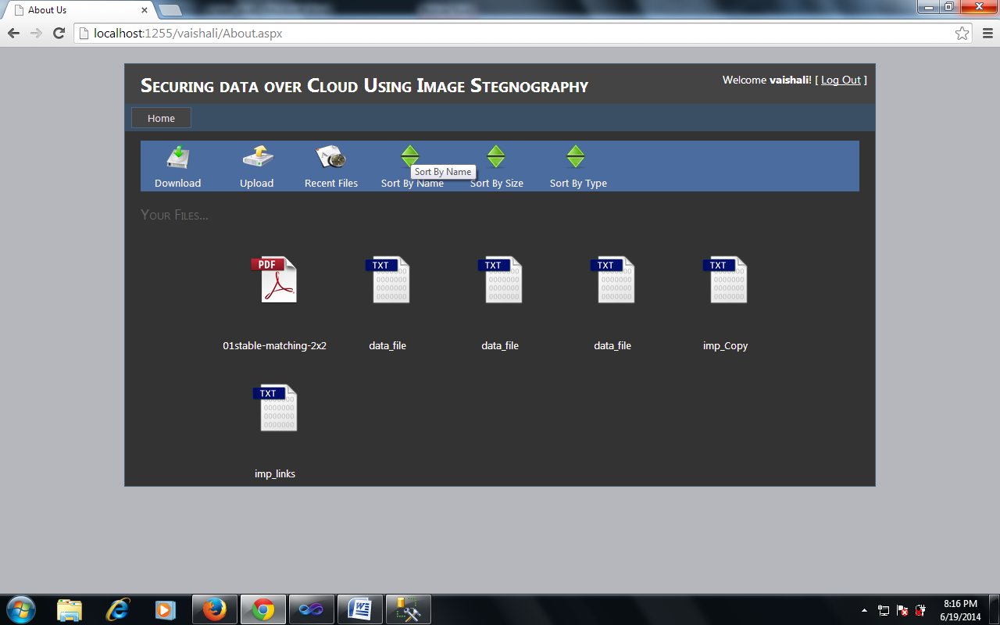 About Us
localhost:1255/vaishali/About.aspx
Securing data over Cloud Using Image Stegnography
Welcome vaishali! [ Log Out ]
Home
Download
Upload
Recent Files
Sort By Name
Sort By Size
Sort By Type
Sort By Name
Your Files...
PDF
TXT
TXT
TXT
TXT
01stable-matching-2x2
data_file
data_file
data_file
imp_Copy
TXT
imp_links
8:16 PM
6/19/2014